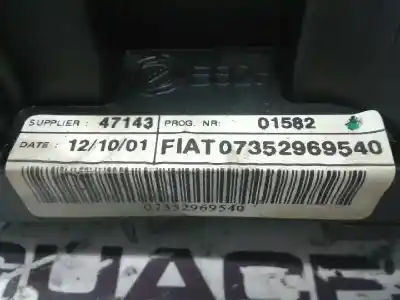 SUPPLIER : 47143 PROG. NR: 01582
DATE : 12/10/01 FIAT 07352969540
07352969540